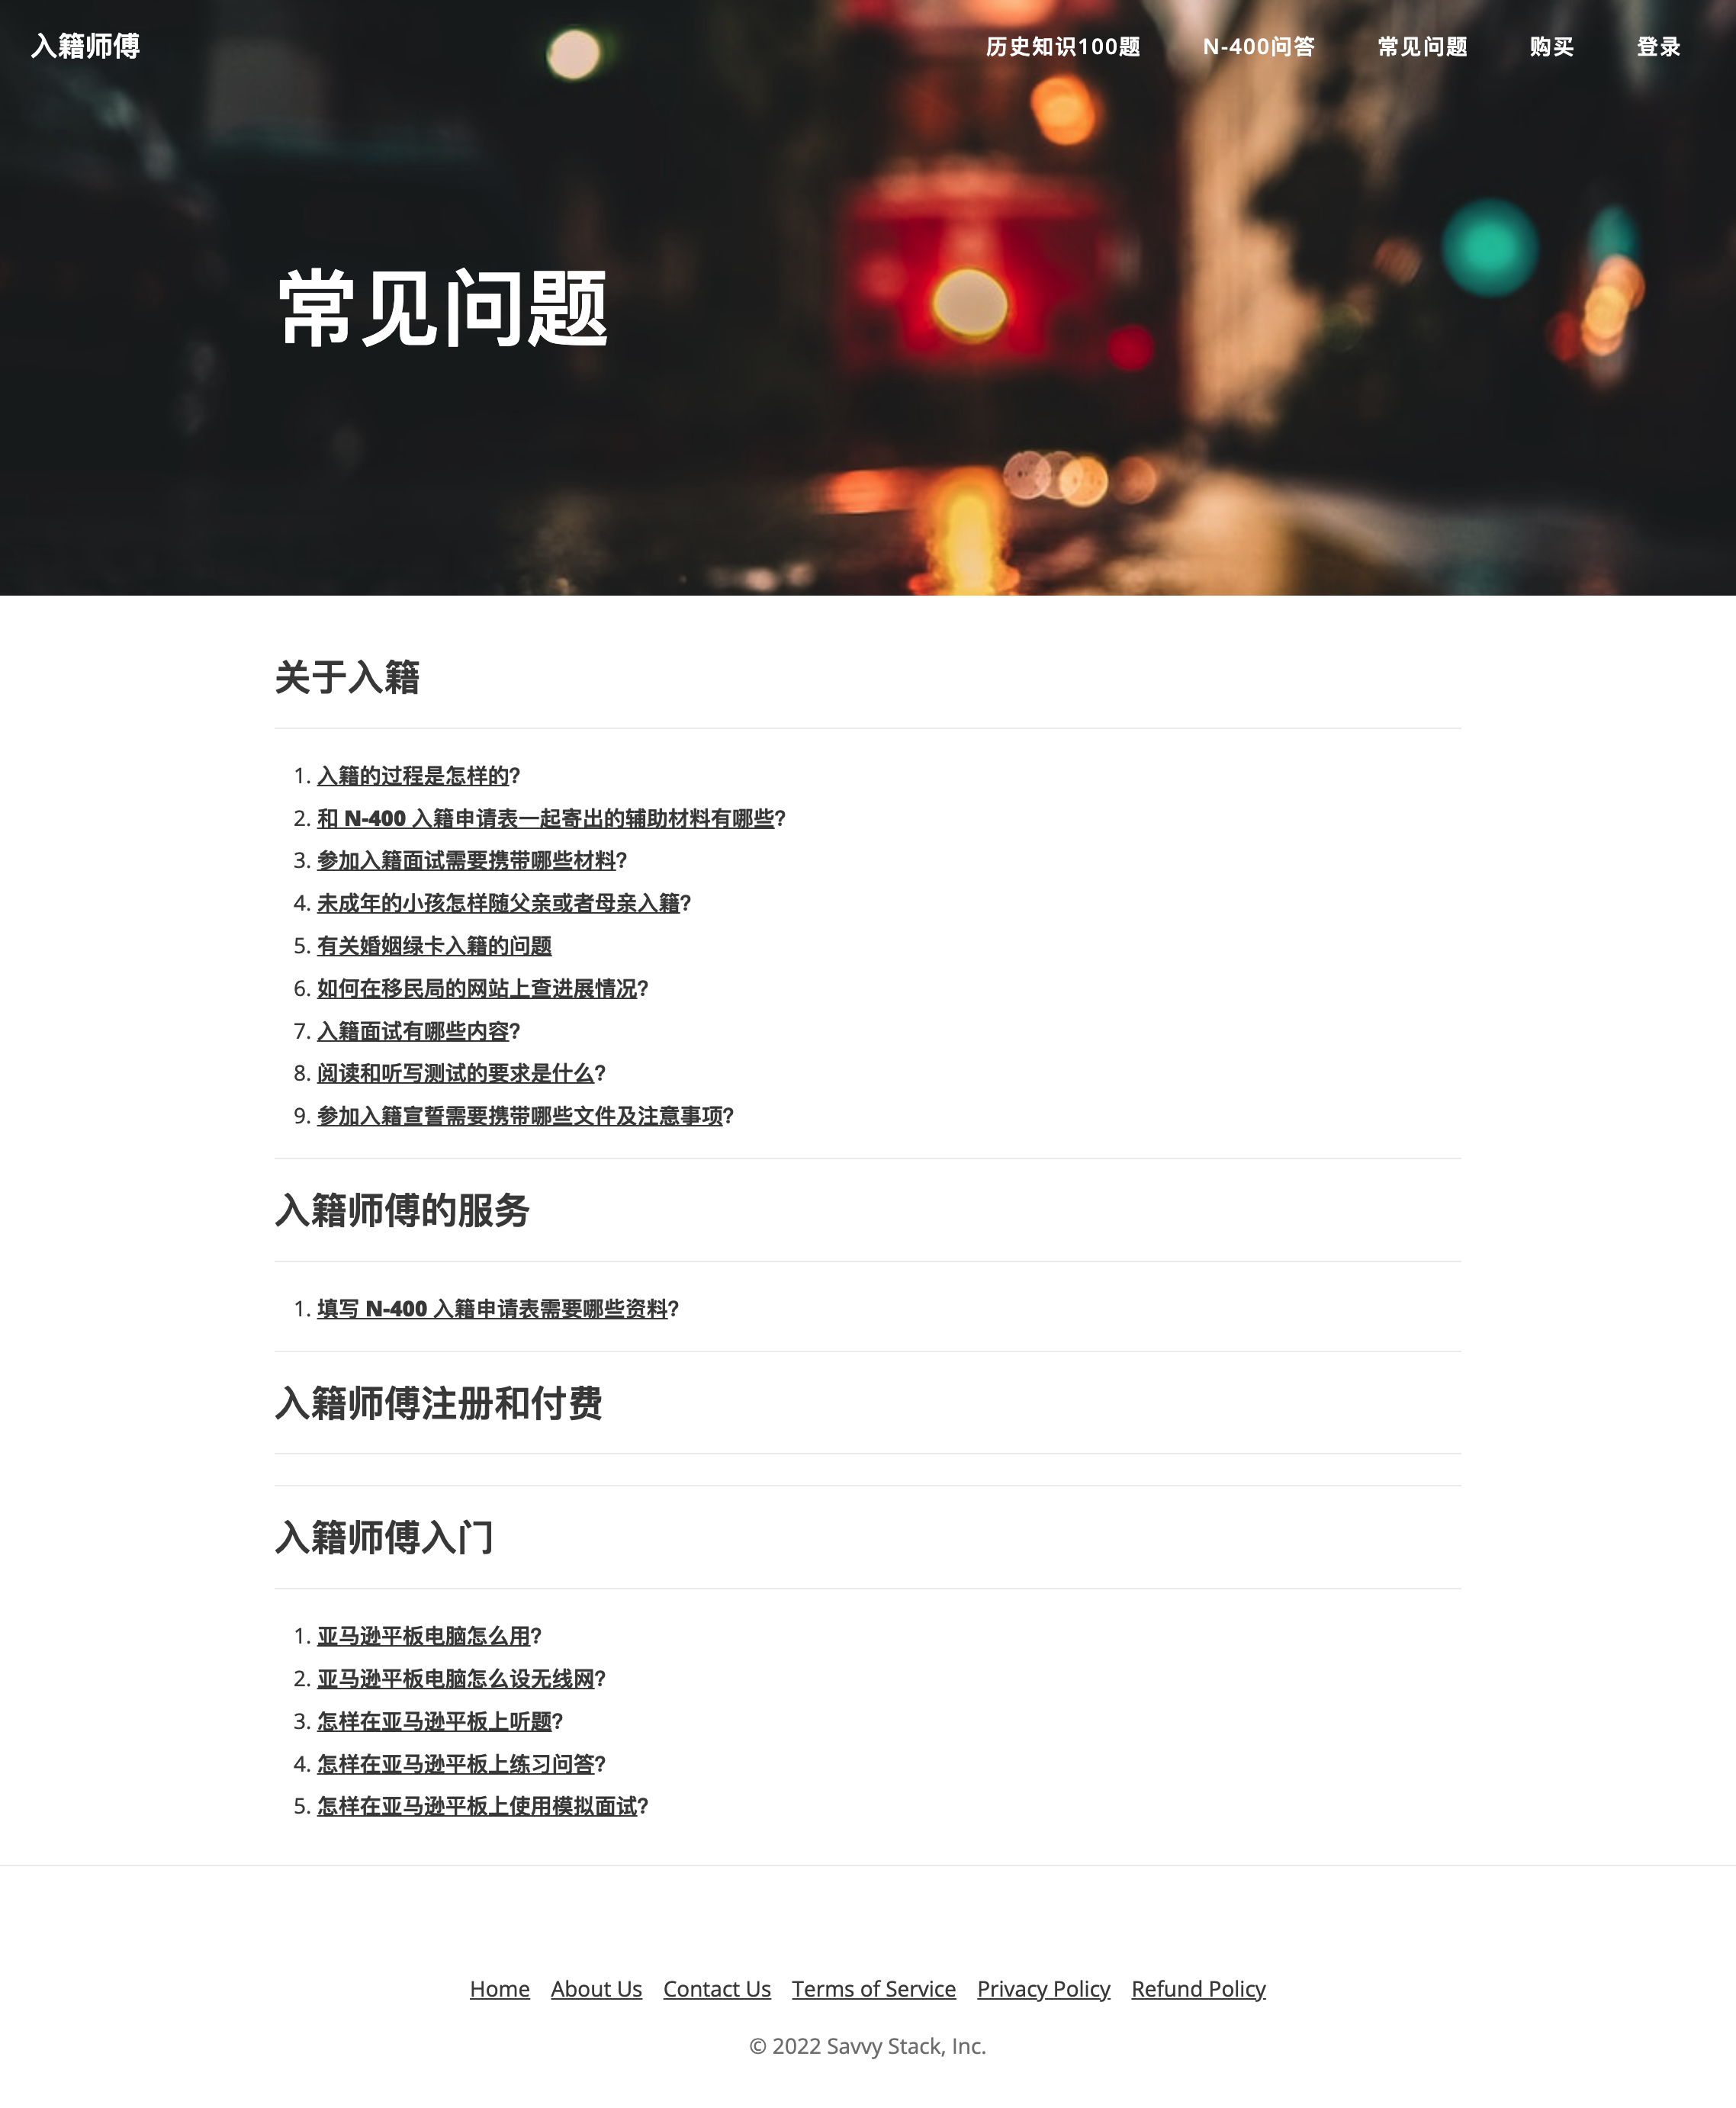 入籍师傅
历史知识100题 N-400问答 常见问题 购买 登录
常见问题
关于入籍
1. 入籍的过程是怎样的?
2. 和 N-400 入籍申请表一起寄出的辅助材料有哪些?
3. 参加入籍面试需要携带哪些材料?
4. 未成年的小孩怎样随父亲或者母亲入籍?
5. 有关婚姻绿卡入籍的问题
6. 如何在移民局的网站上查进展情况?
7. 入籍面试有哪些内容?
8. 阅读和听写测试的要求是什么?
9. 参加入籍宣誓需要携带哪些文件及注意事项?
入籍师傅的服务
1. 填写 N-400 入籍申请表需要哪些资料?
入籍师傅注册和付费
入籍师傅入门
1. 亚马逊平板电脑怎么用?
2. 亚马逊平板电脑怎么设无线网?
3. 怎样在亚马逊平板上听题?
4. 怎样在亚马逊平板上练习问答?
5. 怎样在亚马逊平板上使用模拟面试?
Home About Us Contact Us Terms of Service Privacy Policy Refund Policy
© 2022 Savvy Stack, Inc.